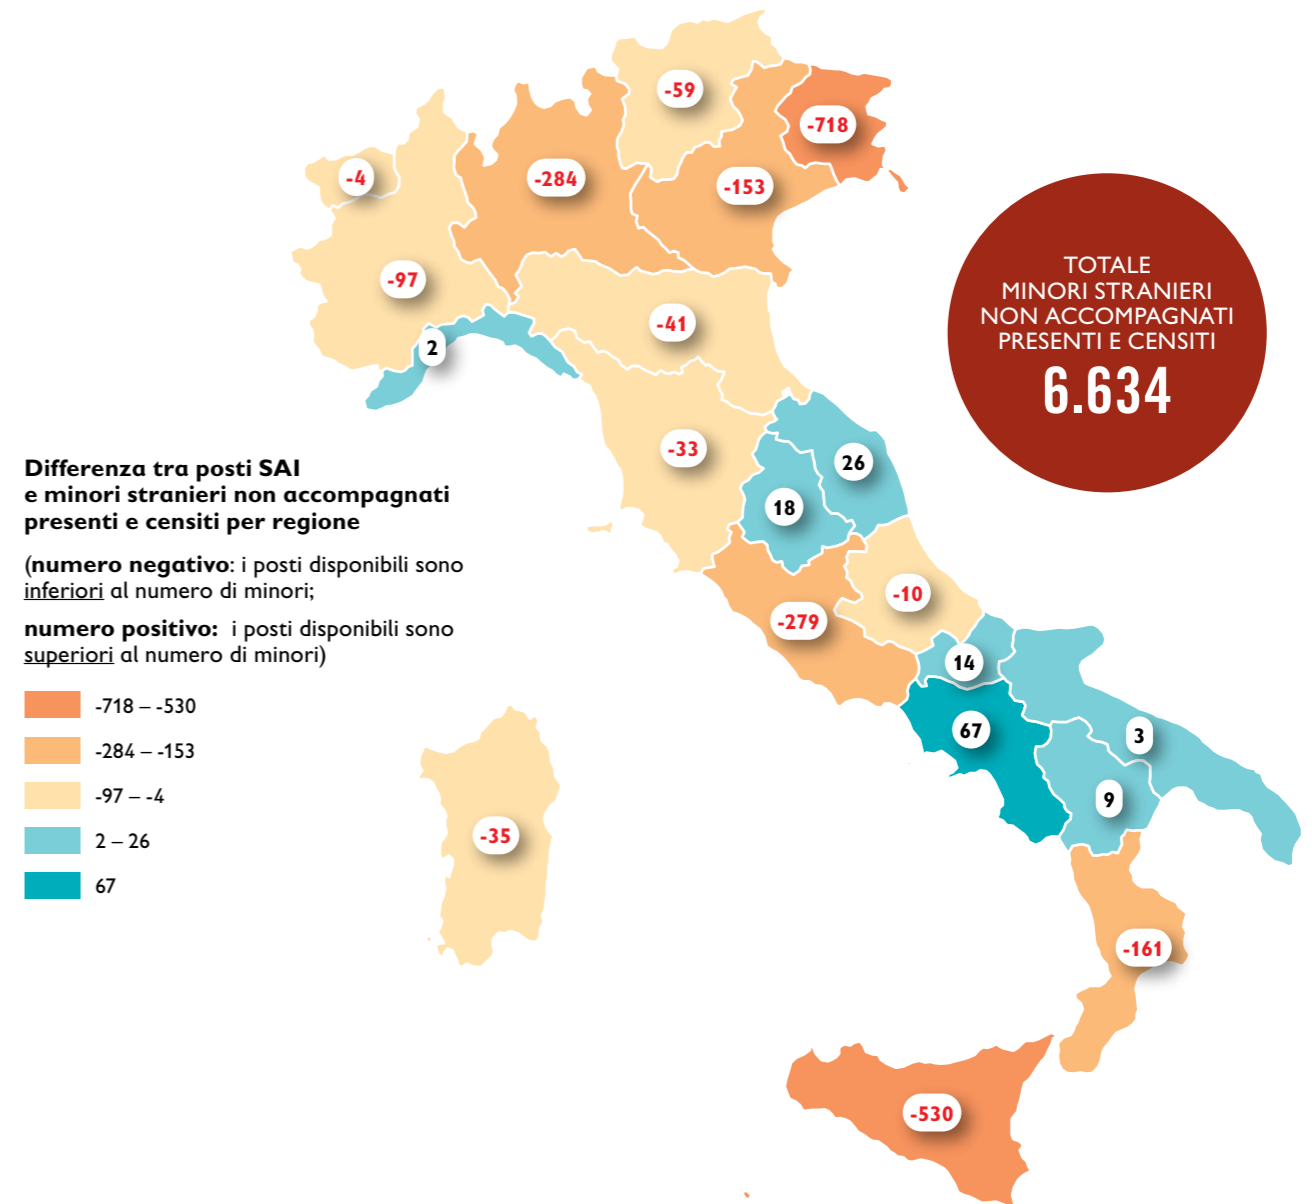 -59
-718
-4
-284
-153
-97
-41
2
TOTALE
MINORI STRANIERI
NON ACCOMPAGNATI
PRESENTI E CENSITI
6.634
-33
26
18
Differenza tra posti SAI
e minori stranieri non accompagnati
presenti e censiti per regione
(numero negativo: i posti disponibili sono
inferiori al numero di minori;
numero positivo: i posti disponibili sono
superiori al numero di minori)
-718 – -530
-284 – -153
-97 – -4
2 – 26
67
-10
-279
14
67
3
9
-35
-161
-530